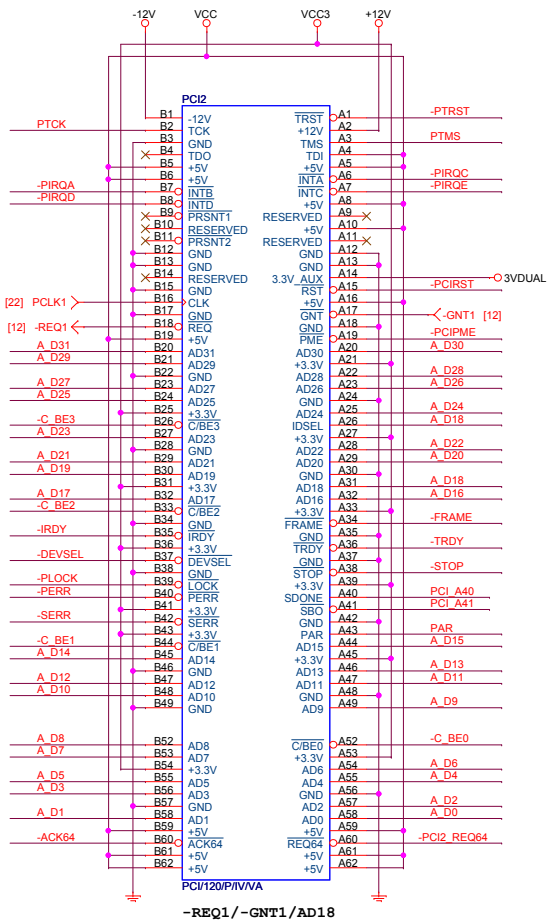 -12V VCC VCC3 +12V
PCI2
B1 -12V TRST A1 -PTRST
PTCK B2 TCK +12V A2
B3 GND TMS A3 PTMS
B4 TDO TDI A4
B5 +5V +5V A5
B6 +5V INTA A6 -PIRQC
-PIRQA B7 INTB INTC A7 -PIRQE
-PIRQD B8 INTD +5V A8
B9 PRSNT1 RESERVED A9
B10 RESERVED +5V A10
B11 PRSNT2 RESERVED A11
B12 GND GND A12
B13 GND GND A13
B14 RESERVED 3.3V_AUX A14 3VDUAL
B15 GND RST A15 -PCIRST
[22] PCLK1 B16 CLK +5V A16
B17 GND GNT A17 -GNT1 [12]
[12] -REQ1 B18 REQ GND A18
B19 +5V PME A19 -PCIPME
A_D31 B20 AD31 AD30 A20 A_D30
A_D29 B21 AD29 +3.3V A21
B22 GND AD28 A22 A_D28
A_D27 B23 AD27 AD26 A23 A_D26
A_D25 B24 AD25 GND A24
B25 +3.3V AD24 A25 A_D24
-C_BE3 B26 C/BE3 IDSEL A26 A_D18
A_D23 B27 AD23 +3.3V A27
B28 GND AD22 A28 A_D22
A_D21 B29 AD21 AD20 A29 A_D20
A_D19 B30 AD19 GND A30
B31 +3.3V AD18 A31 A_D18
A_D17 B32 AD17 AD16 A32 A_D16
-C_BE2 B33 C/BE2 +3.3V A33
B34 GND FRAME A34 -FRAME
-IRDY B35 IRDY GND A35
B36 +3.3V TRDY A36 -TRDY
-DEVSEL B37 DEVSEL GND A37
B38 GND STOP A38 -STOP
-PLOCK B39 LOCK +3.3V A39
-PERR B40 PERR SDONE A40 PCI_A40
B41 +3.3V SBO A41 PCI_A41
-SERR B42 SERR GND A42
B43 +3.3V PAR A43 PAR
-C_BE1 B44 C/BE1 AD15 A44 A_D15
A_D14 B45 AD14 +3.3V A45
B46 GND AD13 A46 A_D13
A_D12 B47 AD12 AD11 A47 A_D11
A_D10 B48 AD10 GND A48
B49 GND AD9 A49 A_D9
A_D8 B52 AD8 C/BE0 A52 -C_BE0
A_D7 B53 AD7 +3.3V A53
B54 +3.3V AD6 A54 A_D6
A_D5 B55 AD5 AD4 A55 A_D4
A_D3 B56 AD3 GND A56
B57 GND AD2 A57 A_D2
A_D1 B58 AD1 AD0 A58 A_D0
B59 +5V +5V A59
-ACK64 B60 ACK64 REQ64 A60 -PCI2_REQ64
B61 +5V +5V A61
B62 +5V +5V A62
PCI/120/P/IV/VA
-REQ1/-GNT1/AD18